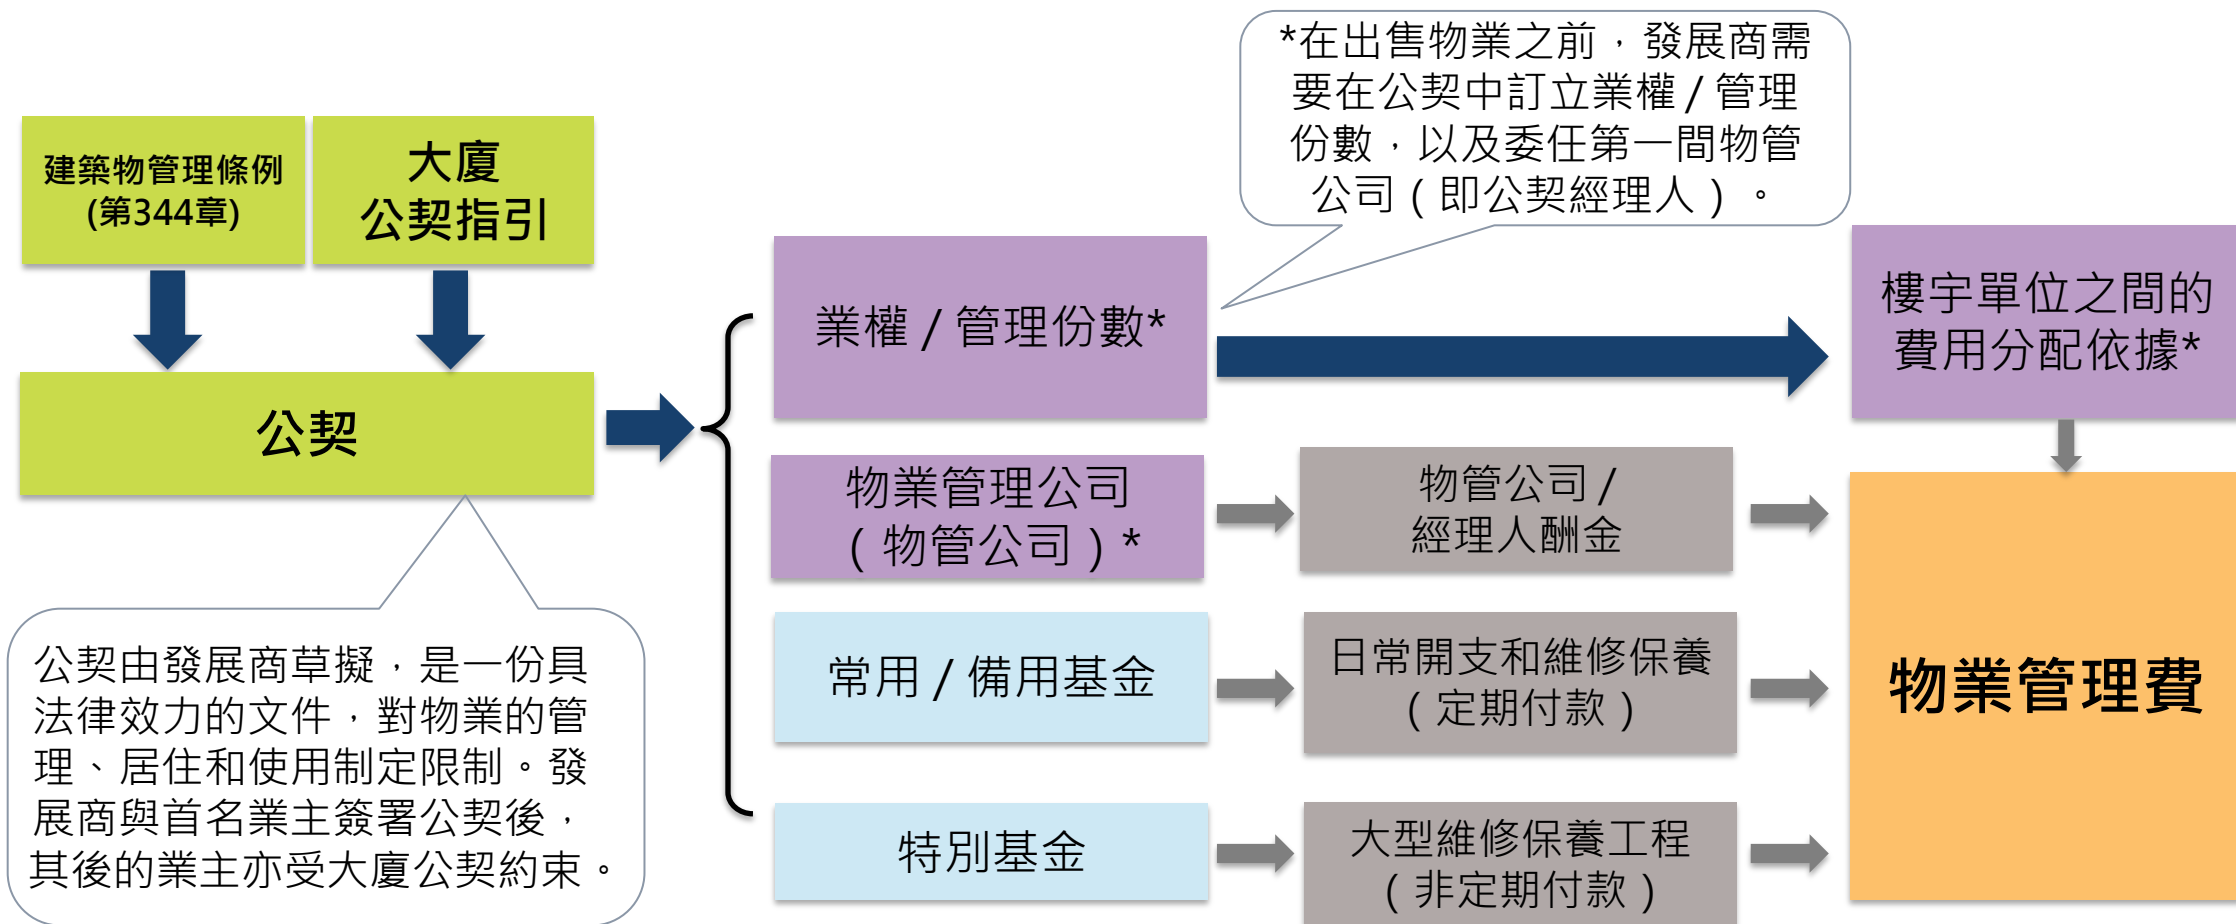 *在出售物業之前，發展商需
要在公契中訂立業權 / 管理
份數，以及委任第一間物管
公司 ( 即公契經理人 ) 。
建築物管理條例
(第344章)
大廈
公契指引
公契
公契由發展商草擬，是一份具
法律效力的文件，對物業的管
理、居住和使用制定限制。發
展商與首名業主簽署公契後，
其後的業主亦受大廈公契約束。
業權 / 管理份數*
樓宇單位之間的
費用分配依據*
物業管理公司
( 物管公司 ) *
物管公司 /
經理人酬金
常用 / 備用基金
日常開支和維修保養
( 定期付款 )
特別基金
大型維修保養工程
( 非定期付款 )
物業管理費